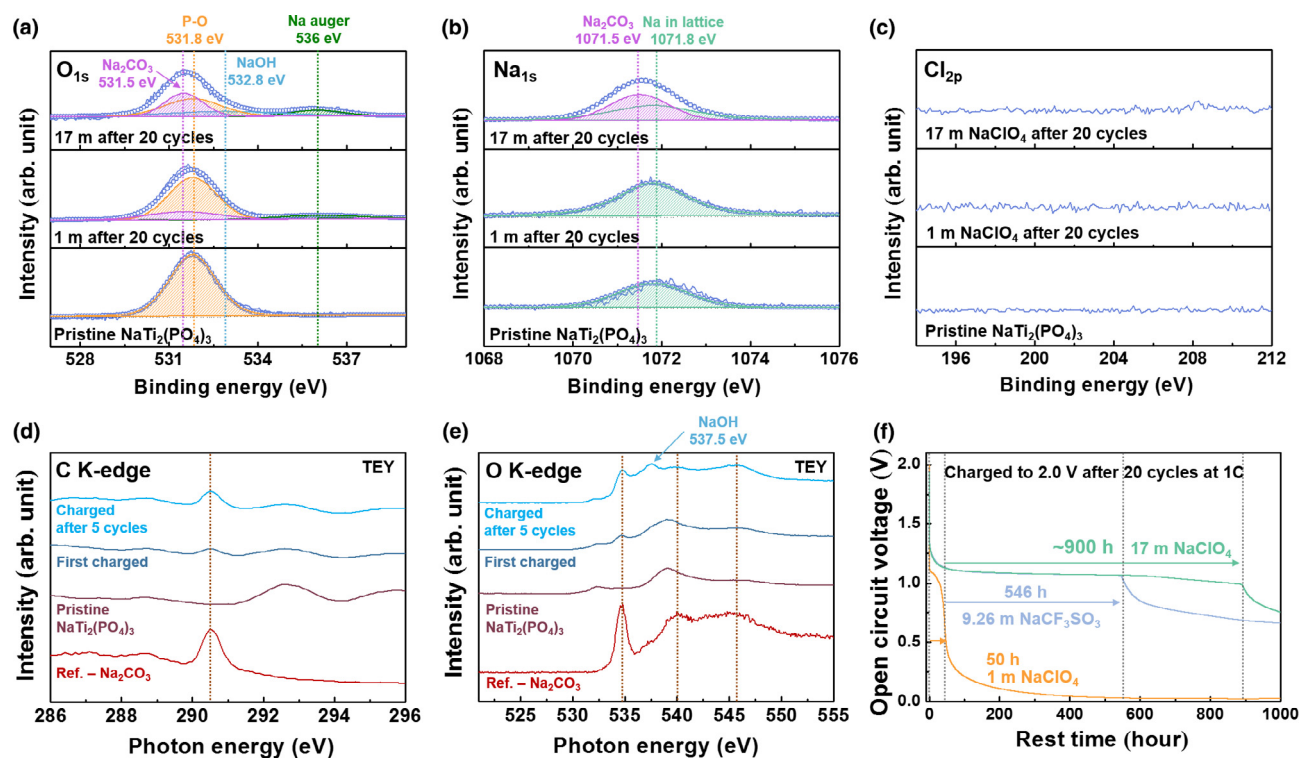 (a)
P-O
531.8 eV
Na auger
536 eV
O1s
Na2CO3
531.5 eV
NaOH
532.8 eV
17 m after 20 cycles
1 m after 20 cycles
Pristine NaTi2(PO4)3
528 531 534 537
Binding energy (eV)
Intensity (arb. unit)
(b)
Na2CO3
1071.5 eV
Na in lattice
1071.8 eV
Na1s
17 m after 20 cycles
1 m after 20 cycles
Pristine NaTi2(PO4)3
1068 1070 1072 1074 1076
Binding energy (eV)
Intensity (arb. unit)
(c)
Cl2p
17 m NaClO4 after 20 cycles
1 m NaClO4 after 20 cycles
Pristine NaTi2(PO4)3
196 200 204 208 212
Binding energy (eV)
Intensity (arb. unit)
(d)
C K-edge TEY
Charged
after 5 cycles
First charged
Pristine
NaTi2(PO4)3
Ref. – Na2CO3
286 288 290 292 294 296
Photon energy (eV)
Intensity (arb. unit)
(e)
NaOH
537.5 eV
O K-edge TEY
Charged
after 5 cycles
First charged
Pristine
NaTi2(PO4)3
Ref. – Na2CO3
525 530 535 540 545 550 555
Photon energy (eV)
Intensity (arb. unit)
(f)
Charged to 2.0 V after 20 cycles at 1C
~900 h 17 m NaClO4
546 h
9.26 m NaCF3SO3
50 h
1 m NaClO4
2.0
1.5
1.0
0.5
0.0
0 200 400 600 800 1000
Rest time (hour)
Open circuit voltage (V)